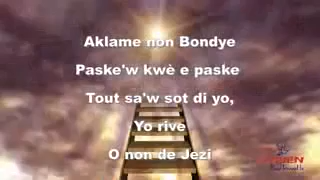 Aklame non Bondye
Paske'w kwè e paske
Tout sa'w sot di yo,
Yo rive
O non de Jezi